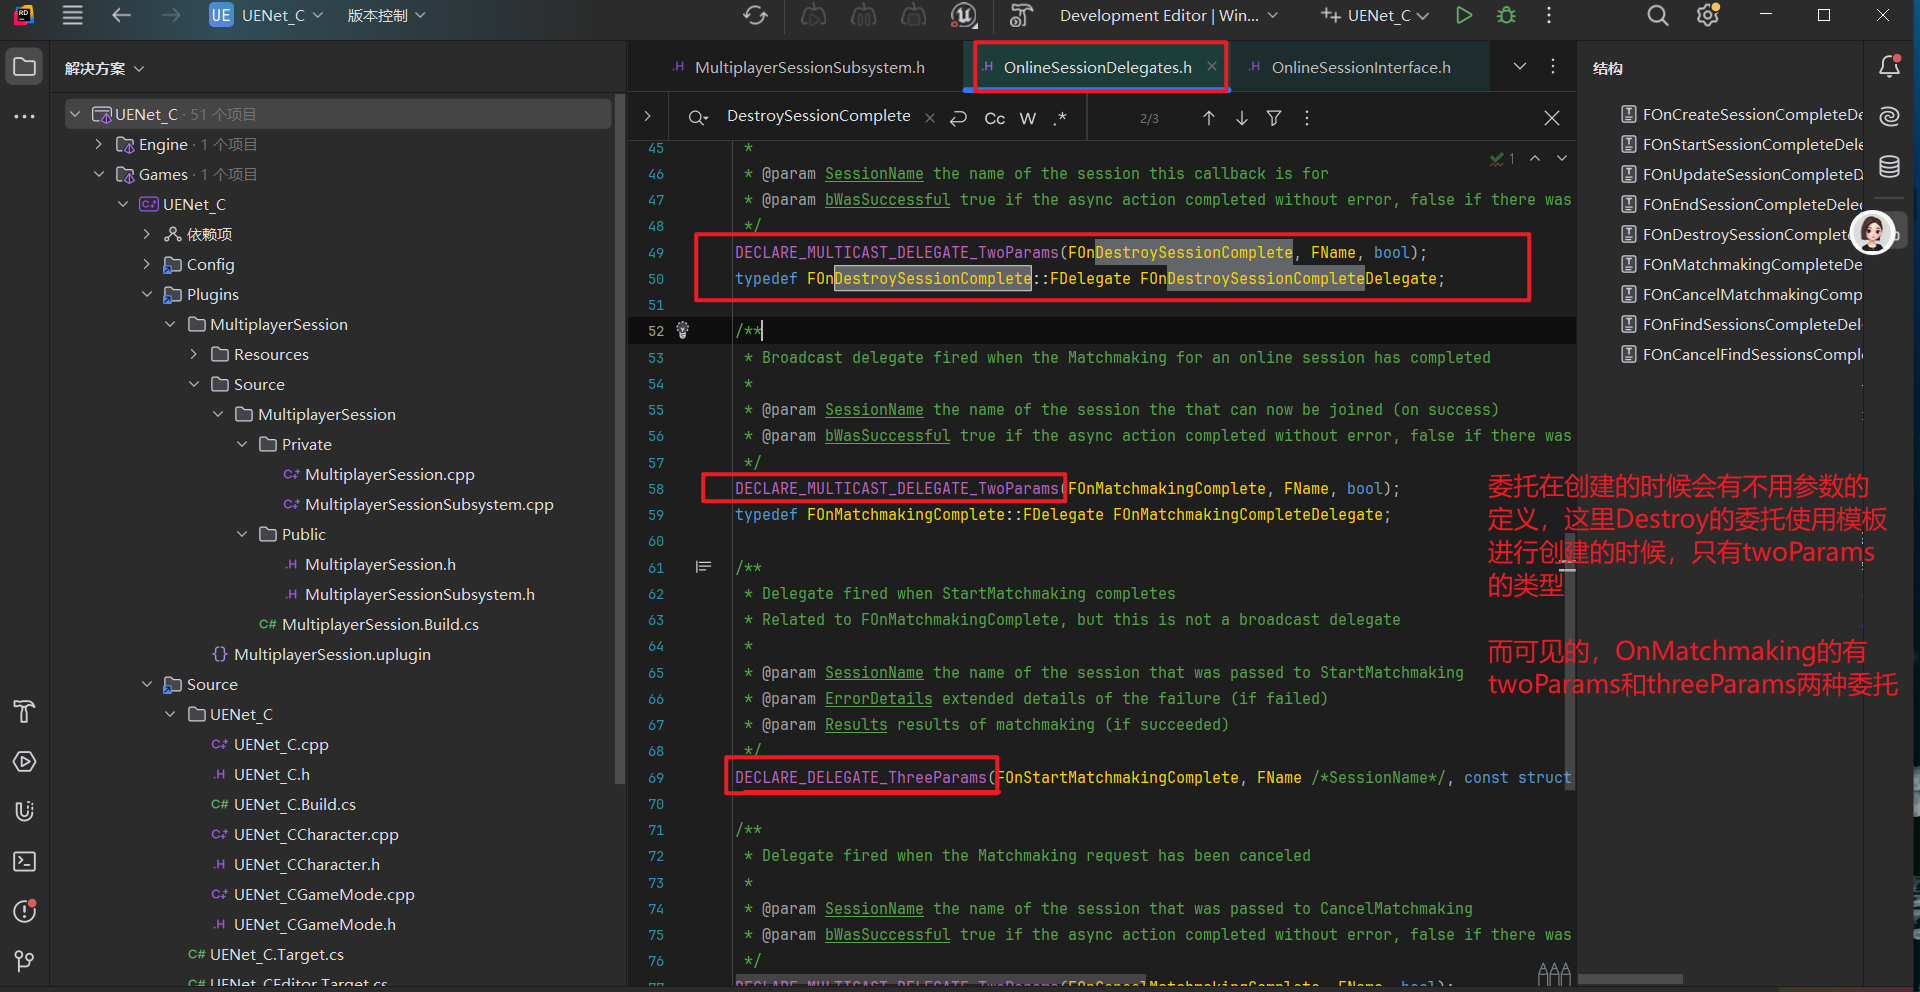 UE UENet_C 版本控制 Development Editor | Win... UENet_C
解决方案
UENet_C · 51 个项目
Engine · 1 个项目
Games · 1 个项目
UENet_C
依赖项
Config
Plugins
MultiplayerSession
Resources
Source
MultiplayerSession
Private
MultiplayerSession.cpp
MultiplayerSessionSubsystem.cpp
Public
MultiplayerSession.h
MultiplayerSessionSubsystem.h
C# MultiplayerSession.Build.cs
MultiplayerSession.uplugin
Source
UENet_C
UENet_C.cpp
UENet_C.h
C# UENet_C.Build.cs
UENet_CCharacter.cpp
UENet_CCharacter.h
UENet_CGameMode.cpp
UENet_CGameMode.h
C# UENet_C.Target.cs
C# UENet_CEditor.Target.cs
.H MultiplayerSessionSubsystem.h .H OnlineSessionDelegates.h .H OnlineSessionInterface.h
DestroySessionComplete Cc W .* 2/3
45 *
46 * @param SessionName the name of the session this callback is for
47 * @param bWasSuccessful true if the async action completed without error, false if there was
48 */
49 DECLARE_MULTICAST_DELEGATE_TwoParams(FOnDestroySessionComplete, FName, bool);
50 typedef FOnDestroySessionComplete::FDelegate FOnDestroySessionCompleteDelegate;
51
52 /**
53 * Broadcast delegate fired when the Matchmaking for an online session has completed
54 *
55 * @param SessionName the name of the session the that can now be joined (on success)
56 * @param bWasSuccessful true if the async action completed without error, false if there was
57 */
58 DECLARE_MULTICAST_DELEGATE_TwoParams(FOnMatchmakingComplete, FName, bool);
59 typedef FOnMatchmakingComplete::FDelegate FOnMatchmakingCompleteDelegate;
60
61 /**
62 * Delegate fired when StartMatchmaking completes
63 * Related to FOnMatchmakingComplete, but this is not a broadcast delegate
64 *
65 * @param SessionName the name of the session that was passed to StartMatchmaking
66 * @param ErrorDetails extended details of the failure (if failed)
67 * @param Results results of matchmaking (if succeeded)
68 */
69 DECLARE_DELEGATE_ThreeParams(FOnStartMatchmakingComplete, FName /*SessionName*/, const struct
70
71 /**
72 * Delegate fired when the Matchmaking request has been canceled
73 *
74 * @param SessionName the name of the session that was passed to CancelMatchmaking
75 * @param bWasSuccessful true if the async action completed without error, false if there was
76 */
77 DECLARE_MULTICAST_DELEGATE_TwoParams(FOnCancelMatchmakingComplete, FName, bool);
1
委托在创建的时候会有不用参数的
定义，这里Destroy的委托使用模板
进行创建的时候，只有twoParams
的类型
而可见的，OnMatchmaking的有
twoParams和threeParams两种委托
结构
FOnCreateSessionCompleteDe
FOnStartSessionCompleteDele
FOnUpdateSessionCompleteD
FOnEndSessionCompleteDele
FOnDestroySessionComplete
FOnMatchmakingCompleteDe
FOnCancelMatchmakingComp
FOnFindSessionsCompleteDel
FOnCancelFindSessionsComple